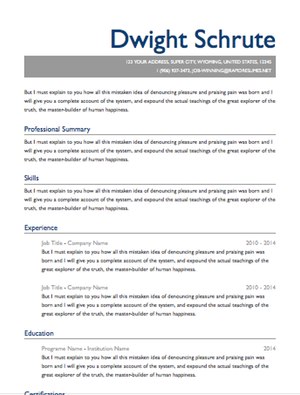 Dwight Schrute
123 YOUR ADDRESS, SUPER CITY, WYOMING, UNITED STATES, 12345
1 (906) 937-2473, JOB-WINNING@RAPIDRESUMES.NET
But I must explain to you how all this mistaken idea of denouncing pleasure and praising pain was born and I
will give you a complete account of the system, and expound the actual teachings of the great explorer of the
truth, the master-builder of human happiness.
Professional Summary
But I must explain to you how all this mistaken idea of denouncing pleasure and praising pain was born and I
will give you a complete account of the system, and expound the actual teachings of the great explorer of the
truth, the master-builder of human happiness.
Skills
But I must explain to you how all this mistaken idea of denouncing pleasure and praising pain was born and I
will give you a complete account of the system, and expound the actual teachings of the great explorer of the
truth, the master-builder of human happiness.
Experience
Job Title - Company Name 2010 - 2014
But I must explain to you how all this mistaken idea of denouncing pleasure and praising pain was
born and I will give you a complete account of the system, and expound the actual teachings of the
great explorer of the truth, the master-builder of human happiness.
Job Title - Company Name 2010 - 2014
But I must explain to you how all this mistaken idea of denouncing pleasure and praising pain was
born and I will give you a complete account of the system, and expound the actual teachings of the
great explorer of the truth, the master-builder of human happiness.
Education
Programe Name - Institution Name 2014
But I must explain to you how all this mistaken idea of denouncing pleasure and praising pain was
born and I will give you a complete account of the system, and expound the actual teachings of the
great explorer of the truth, the master-builder of human happiness.
Certifications